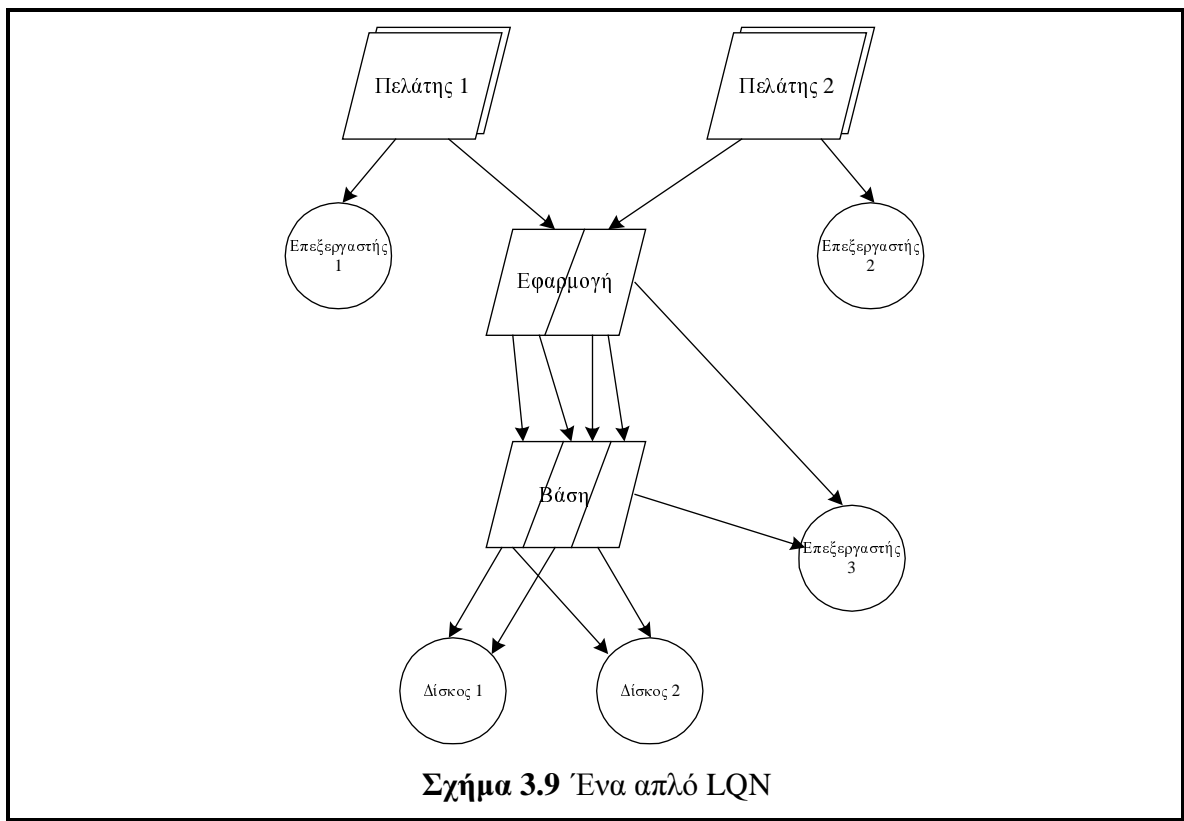 Πελάτης 1
Πελάτης 2
Επεξεργαστής
1
Επεξεργαστής
2
Εφαρμογή
Βάση
Επεξεργαστής
3
Δίσκος 1
Δίσκος 2
Σχήμα 3.9 Ένα απλό LQN